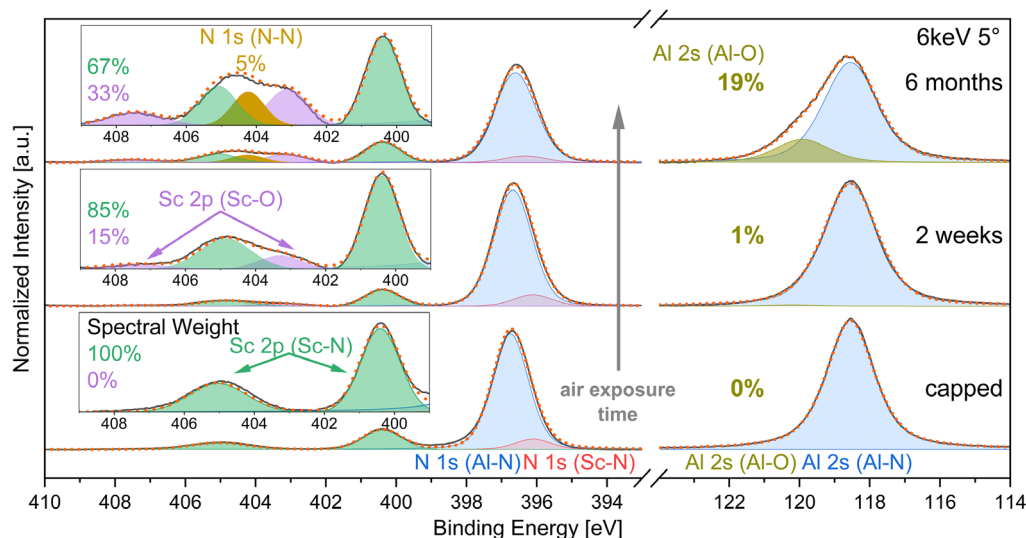 6keV 5°
N 1s (N-N)
5%
67%
33%
408 406 404 402 400
Al 2s (Al-O)
19%
6 months
Sc 2p (Sc-O)
85%
15%
408 406 404 402 400
1%
2 weeks
Spectral Weight
100%
0%
Sc 2p (Sc-N)
408 406 404 402 400
air exposure
time
0%
capped
N 1s (Al-N) N 1s (Sc-N)
Al 2s (Al-O) Al 2s (Al-N)
410 408 406 404 402 400 398 396 394 122 120 118 116 114
Binding Energy [eV]
Normalized Intensity [a.u.]